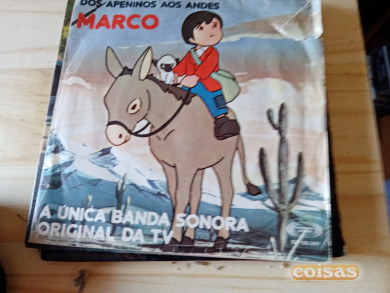 DOS APENINOS AOS ANDES
MARCO
A ÚNICA BANDA SONORA
ORIGINAL DA TV
coisas